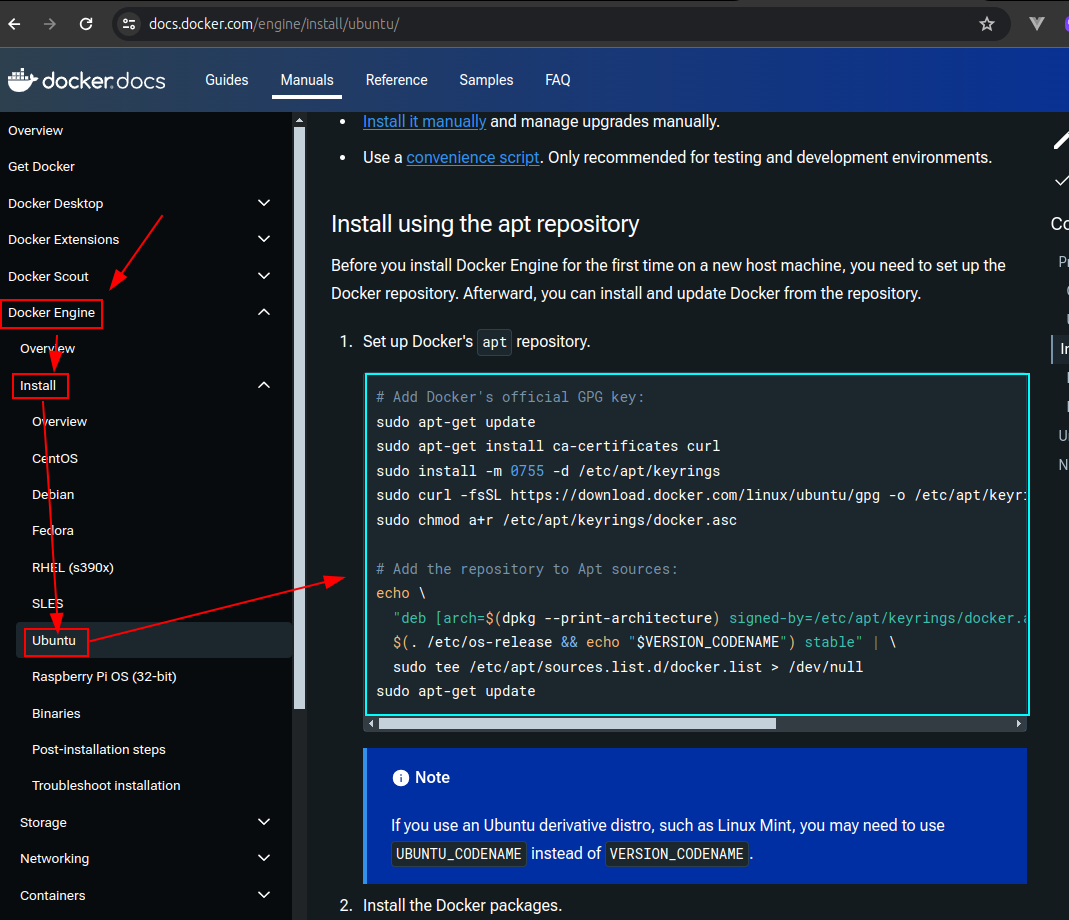 docs.docker.com/engine/install/ubuntu/
docker.docs
Guides
Manuals
Reference
Samples
FAQ
Overview
Get Docker
Docker Desktop
Docker Extensions
Docker Scout
Docker Engine
Overview
Install
Overview
CentOS
Debian
Fedora
RHEL (s390x)
SLES
Ubuntu
Raspberry Pi OS (32-bit)
Binaries
Post-installation steps
Troubleshoot installation
Storage
Networking
Containers
• Install it manually and manage upgrades manually.
• Use a convenience script. Only recommended for testing and development environments.
Install using the apt repository
Before you install Docker Engine for the first time on a new host machine, you need to set up the
Docker repository. Afterward, you can install and update Docker from the repository.
1. Set up Docker's apt repository.
# Add Docker's official GPG key:
sudo apt-get update
sudo apt-get install ca-certificates curl
sudo install -m 0755 -d /etc/apt/keyrings
sudo curl -fsSL https://download.docker.com/linux/ubuntu/gpg -o /etc/apt/keyri
sudo chmod a+r /etc/apt/keyrings/docker.asc
# Add the repository to Apt sources:
echo \
"deb [arch=$(dpkg --print-architecture) signed-by=/etc/apt/keyrings/docker.a
$(. /etc/os-release && echo "$VERSION_CODENAME") stable" | \
sudo tee /etc/apt/sources.list.d/docker.list > /dev/null
sudo apt-get update
Note
If you use an Ubuntu derivative distro, such as Linux Mint, you may need to use
UBUNTU_CODENAME instead of VERSION_CODENAME.
2. Install the Docker packages.